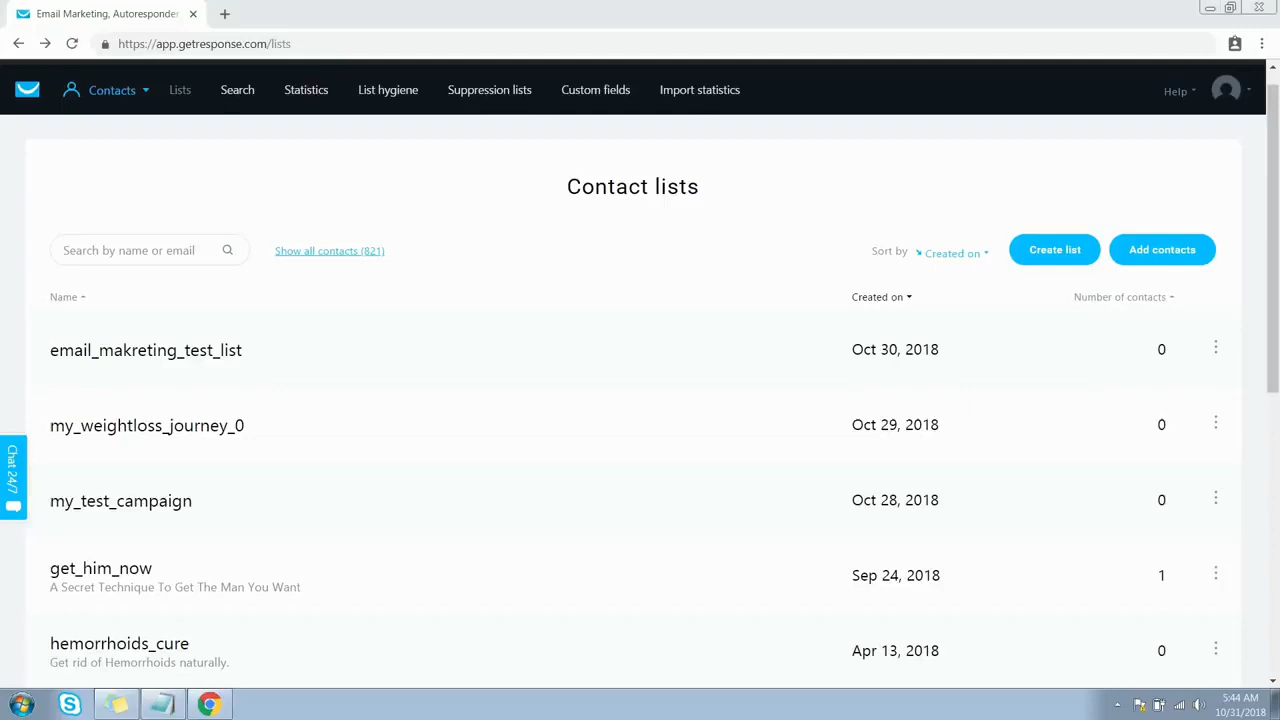 Email Marketing, Autoresponder
https://app.getresponse.com/lists
Contacts Lists Search Statistics List hygiene Suppression lists Custom fields Import statistics Help
Contact lists
Search by name or email Show all contacts (821) Sort by Created on Create list Add contacts
Name Created on Number of contacts
email_makreting_test_list Oct 30, 2018 0
my_weightloss_journey_0 Oct 29, 2018 0
Chat 24/7
my_test_campaign Oct 28, 2018 0
get_him_now Sep 24, 2018 1
A Secret Technique To Get The Man You Want
hemorrhoids_cure Apr 13, 2018 0
Get rid of Hemorrhoids naturally.
5:44 AM
10/31/2018